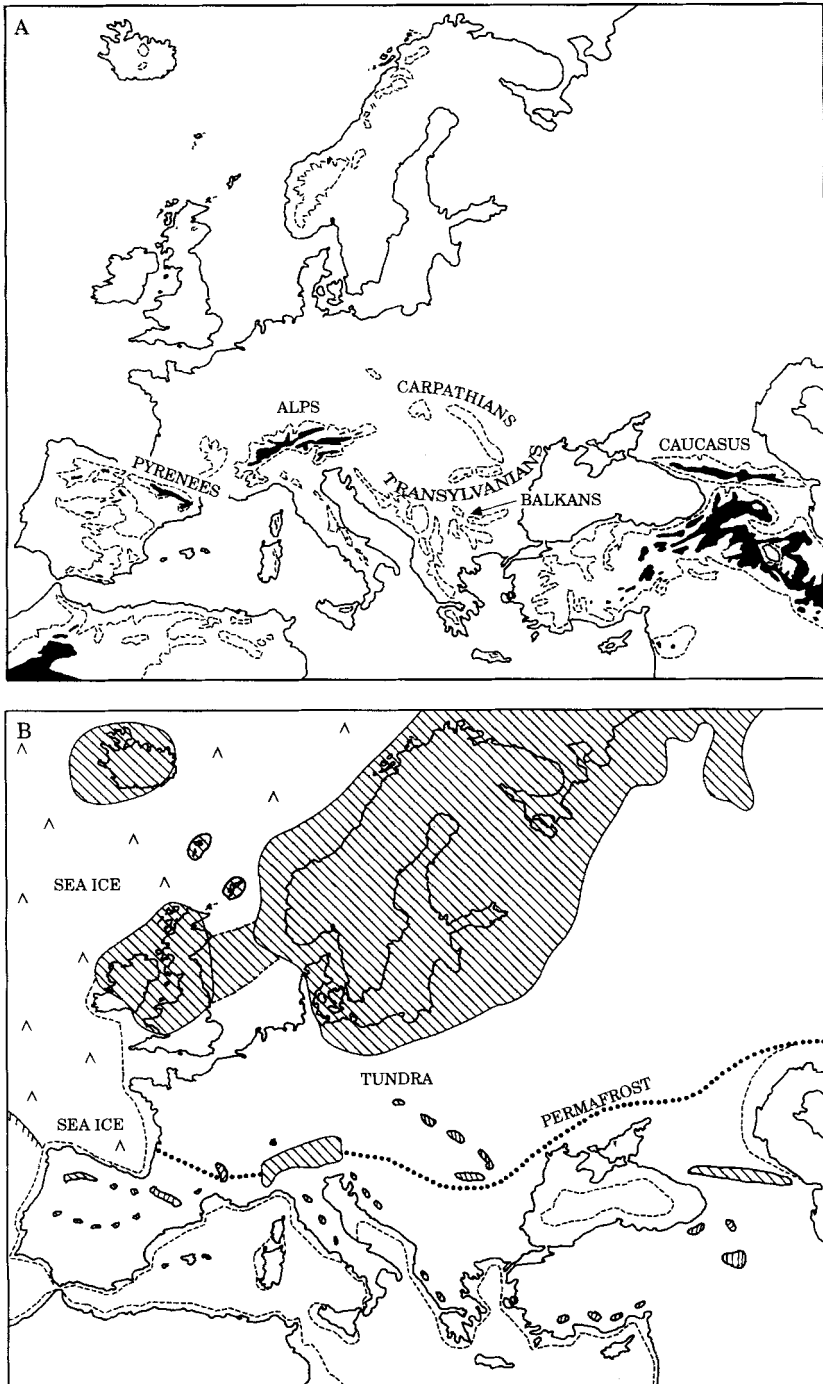 A
CARPATHIANS
ALPS
CAUCASUS
PYRENEES
TRANSYLVANIANS
BALKANS
B
SEA ICE
TUNDRA
PERMAFROST
SEA ICE